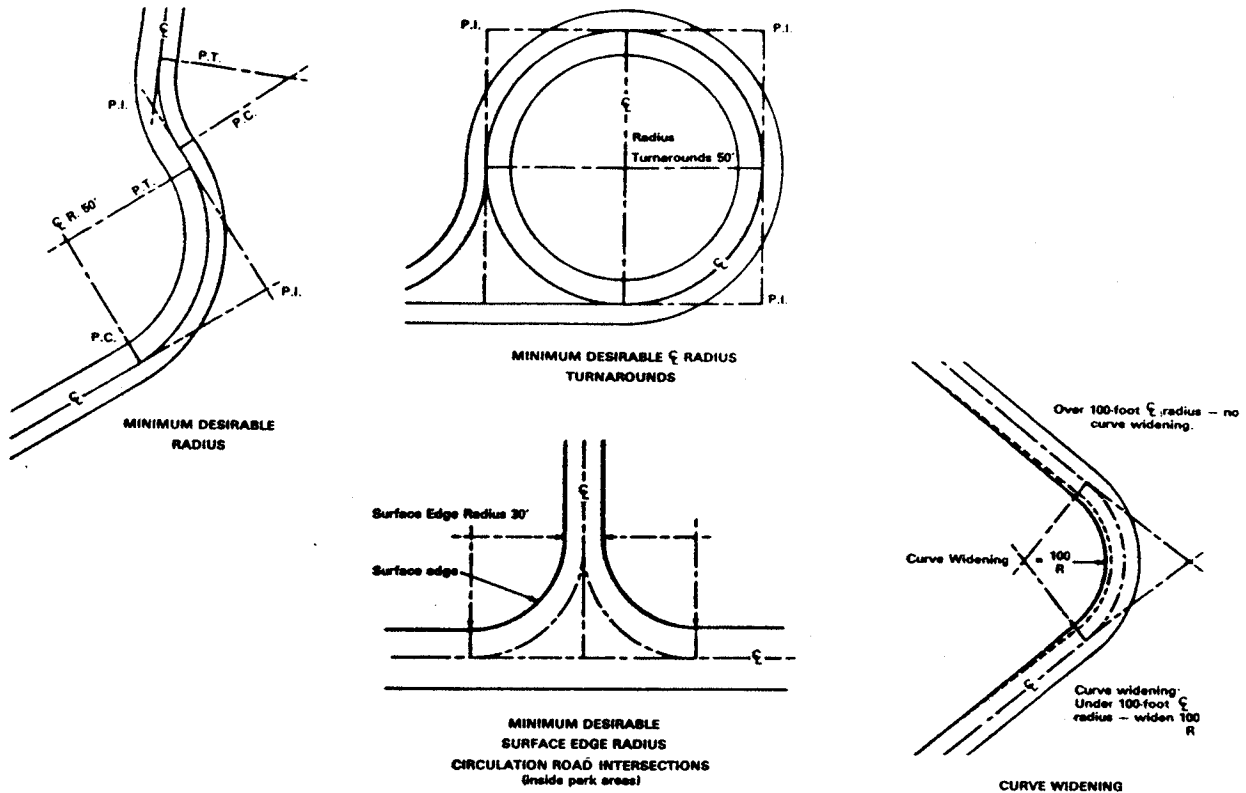 ℄
P.T.
P.I.
P.C.
P.T.
℄ R. 50'
P.I.
P.C.
℄
MINIMUM DESIRABLE
RADIUS
P.I.
P.I.
℄
Radius
Turnarounds 50'
℄
P.I.
MINIMUM DESIRABLE ℄ RADIUS
TURNAROUNDS
℄
Surface Edge Radius 30'
Surface edge
℄
MINIMUM DESIRABLE
SURFACE EDGE RADIUS
CIRCULATION ROAD INTERSECTIONS
(inside park areas)
Over 100-foot ℄ radius – no
curve widening.
Curve Widening = 100
R
℄
Curve widening
Under 100-foot ℄
radius – widen 100
R
CURVE WIDENING